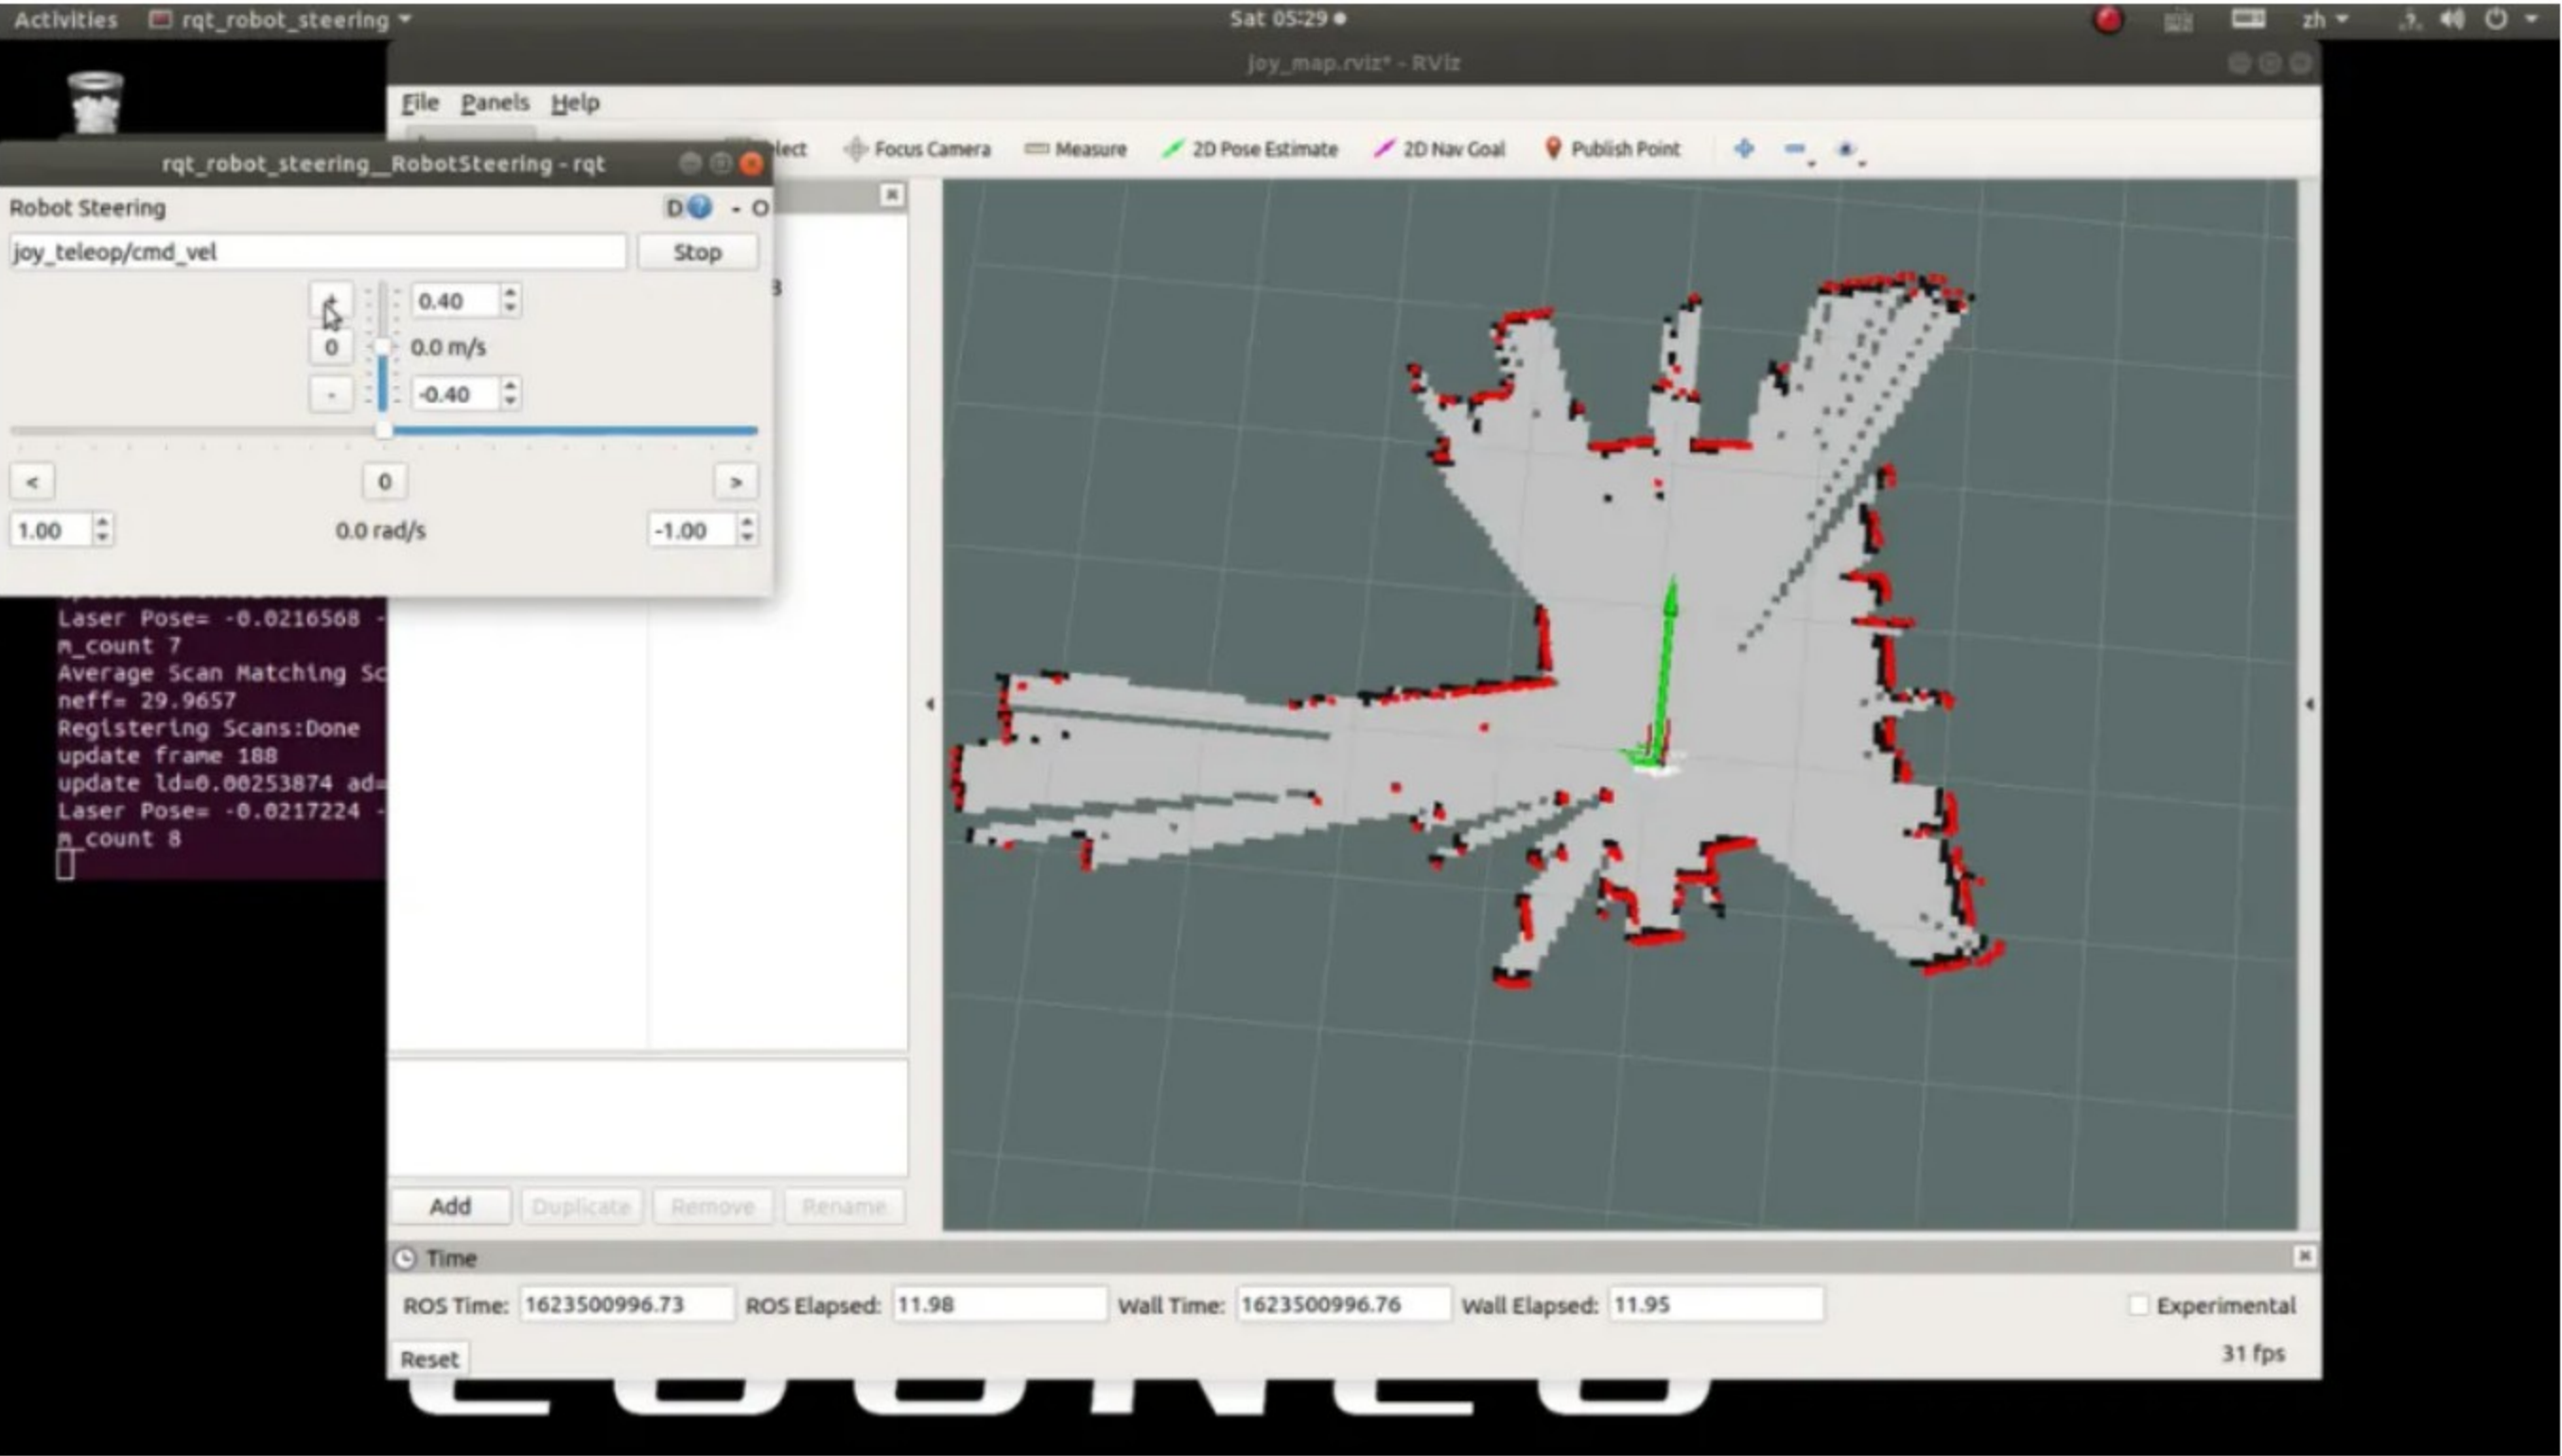 Activities rqt_robot_steering Sat 05:29 zh
joy_map.rviz* - RViz
File Panels Help
Focus Camera Measure 2D Pose Estimate 2D Nav Goal Publish Point
rqt_robot_steering__RobotSteering - rqt
Robot Steering D ? - O
joy_teleop/cmd_vel Stop
+ 0.40
0 0.0 m/s
- -0.40
< 0 >
1.00 0.0 rad/s -1.00
Laser Pose= -0.0216568 -
m_count 7
Average Scan Matching Sc
neff= 29.9657
Registering Scans:Done
update frame 188
update ld=0.00253874 ad=
Laser Pose= -0.0217224 -
m_count 8
Add Duplicate Remove Rename
Time
ROS Time: 1623500996.73 ROS Elapsed: 11.98 Wall Time: 1623500996.76 Wall Elapsed: 11.95 Experimental
Reset 31 fps